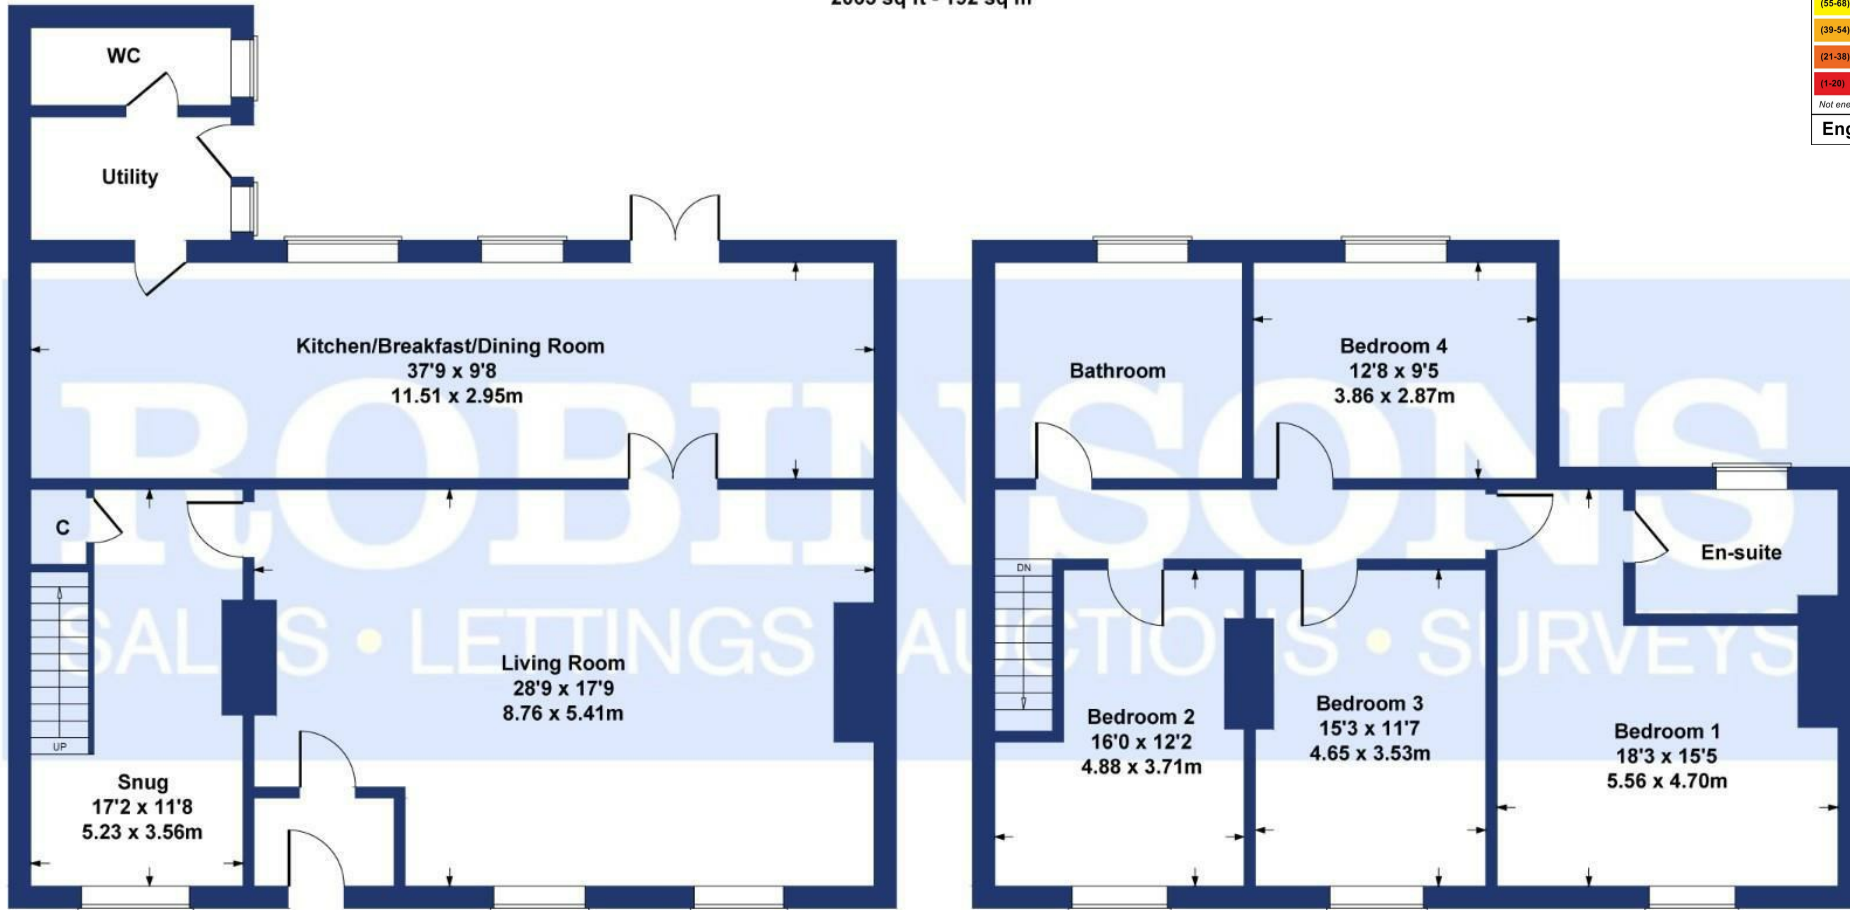 (55-68)
(39-54)
(21-38)
(1-20)
WC
Utility
Kitchen/Breakfast/Dining Room
37'9 x 9'8
11.51 x 2.95m
C
UP
Snug
17'2 x 11'8
5.23 x 3.56m
Living Room
28'9 x 17'9
8.76 x 5.41m
Bathroom
Bedroom 4
12'8 x 9'5
3.86 x 2.87m
En-suite
DN
Bedroom 2
16'0 x 12'2
4.88 x 3.71m
Bedroom 3
15'3 x 11'7
4.65 x 3.53m
Bedroom 1
18'3 x 15'5
5.56 x 4.70m
ROBINSONS
SALES • LETTINGS • AUCTIONS • SURVEYS